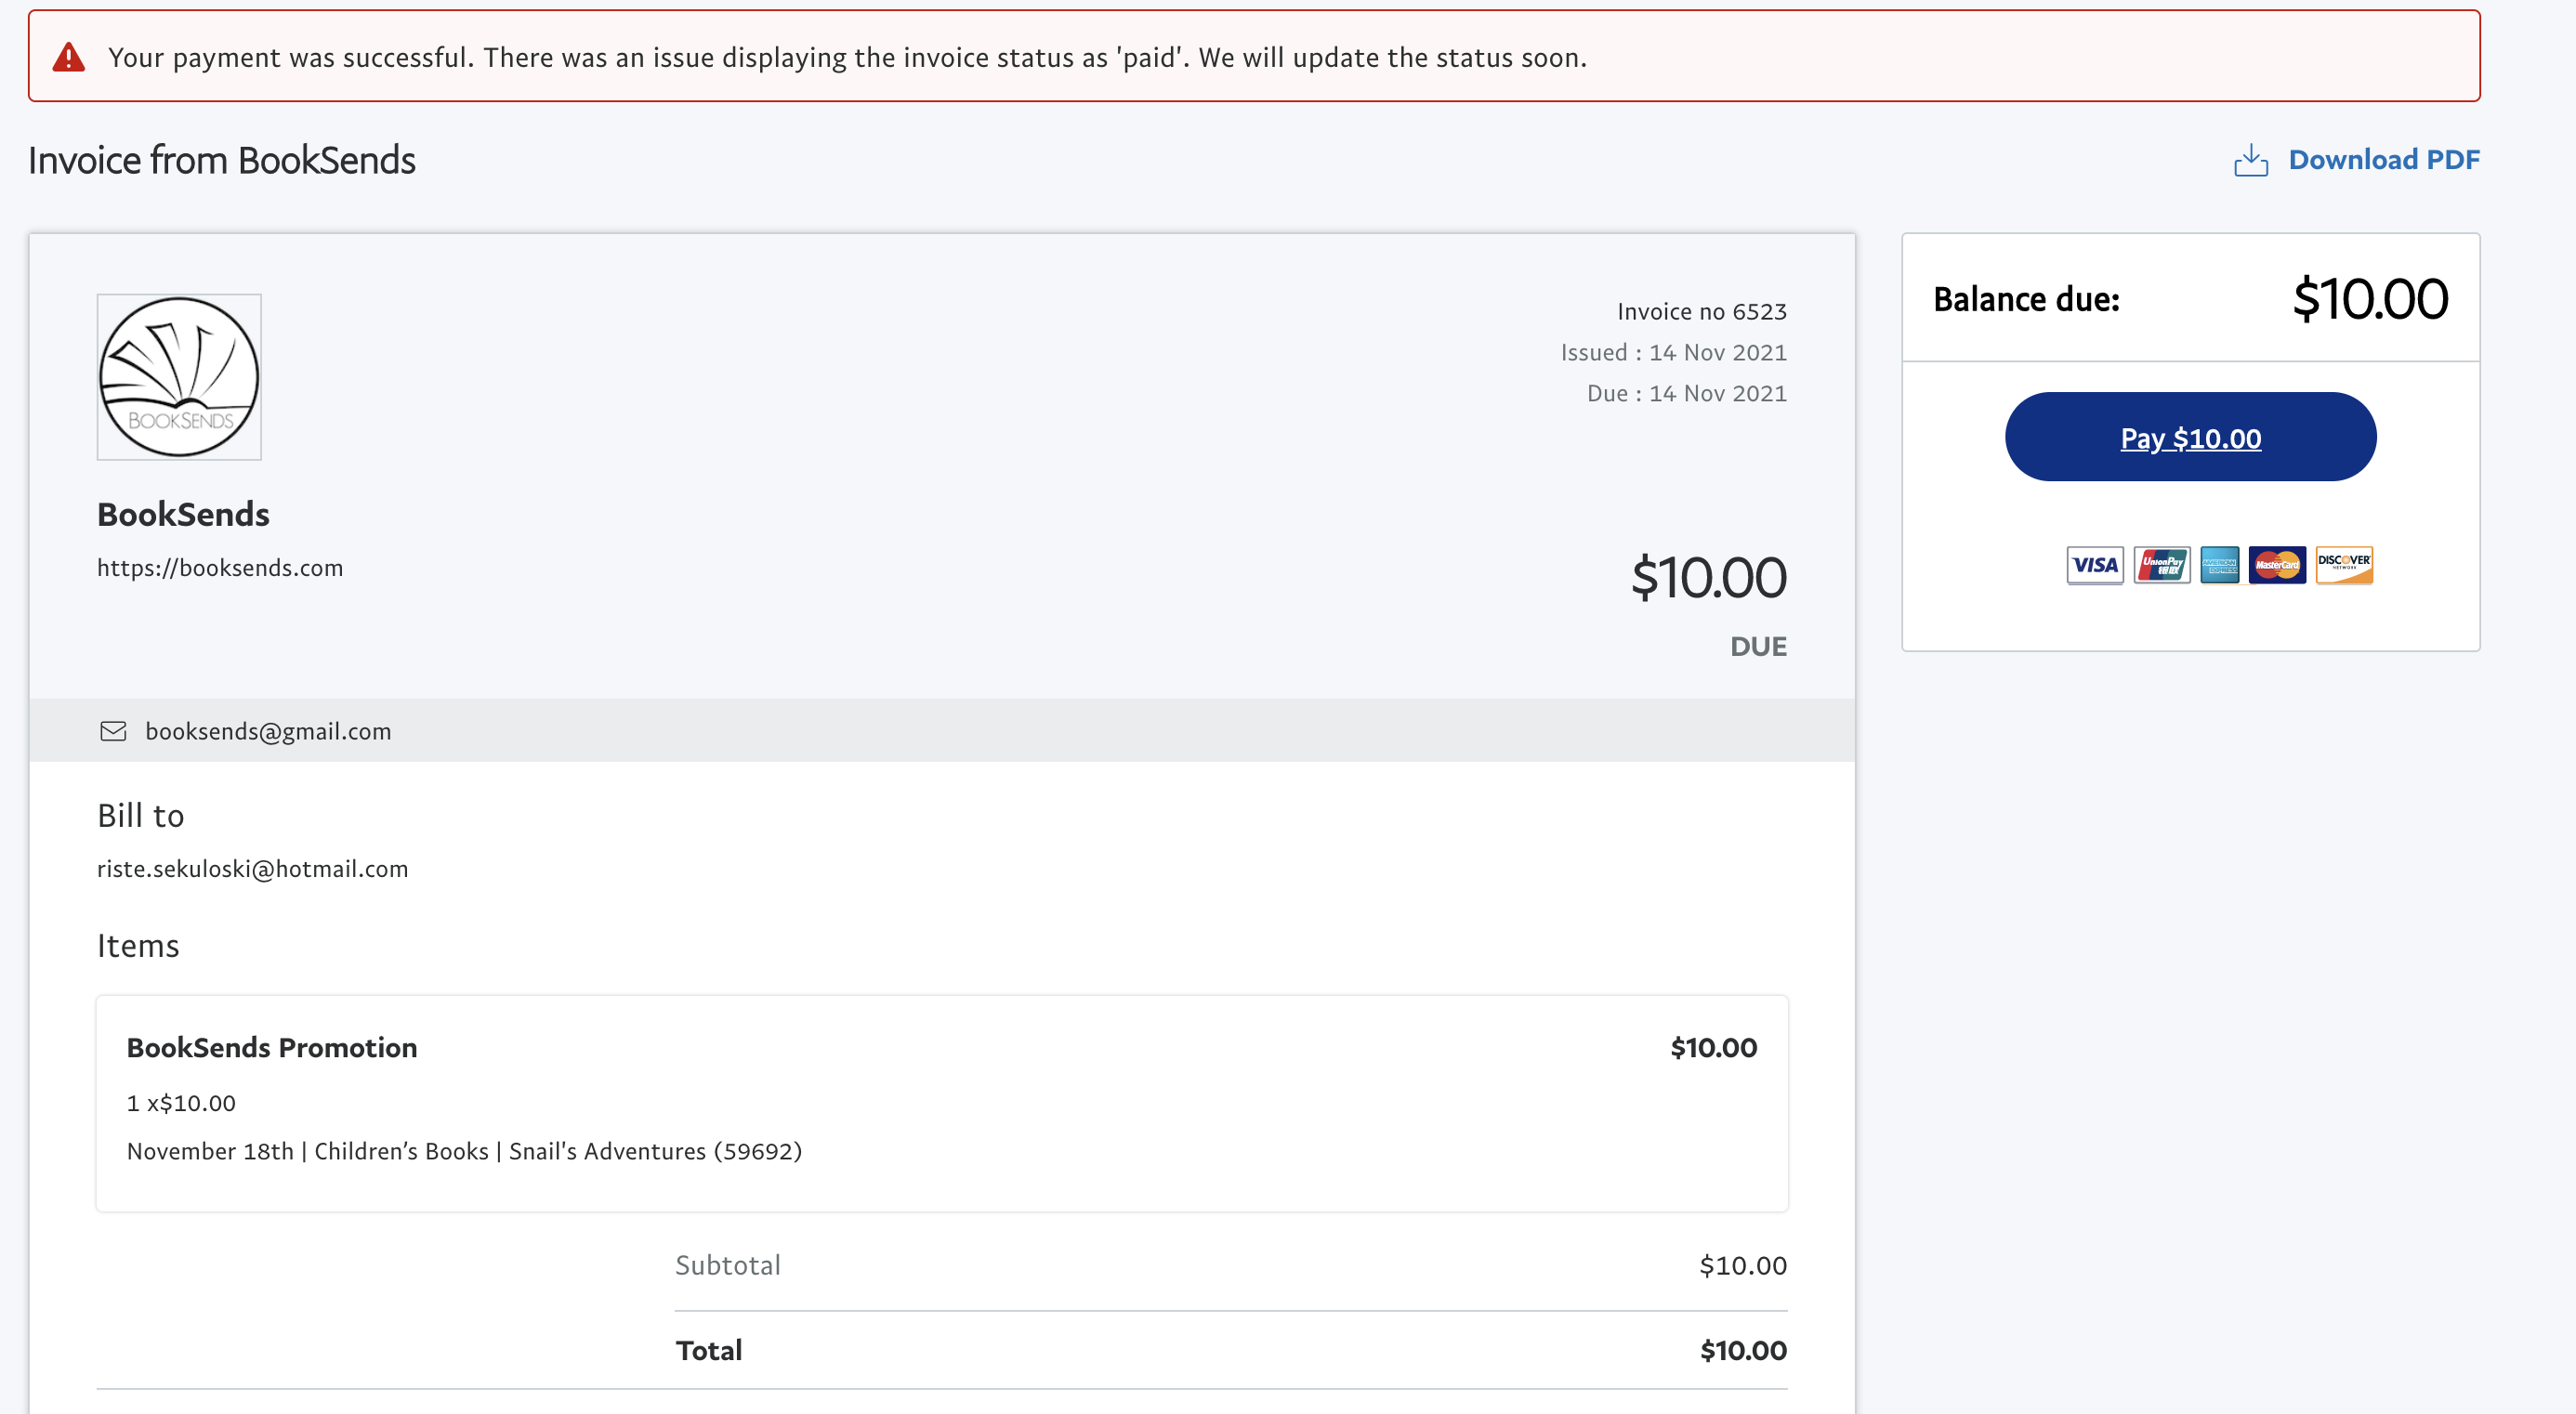 Your payment was successful. There was an issue displaying the invoice status as 'paid'. We will update the status soon.
Invoice from BookSends
Download PDF
BOOKSENDS
Invoice no 6523
Issued : 14 Nov 2021
Due : 14 Nov 2021
BookSends
https://booksends.com
$10.00
DUE
Balance due:
$10.00
Pay $10.00
VISA
UnionPay
银联
AMERICAN
EXPRESS
MasterCard
DISCOVER
NETWORK
booksends@gmail.com
Bill to
riste.sekuloski@hotmail.com
Items
BookSends Promotion
$10.00
1 x$10.00
November 18th | Children’s Books | Snail's Adventures (59692)
Subtotal
$10.00
Total
$10.00